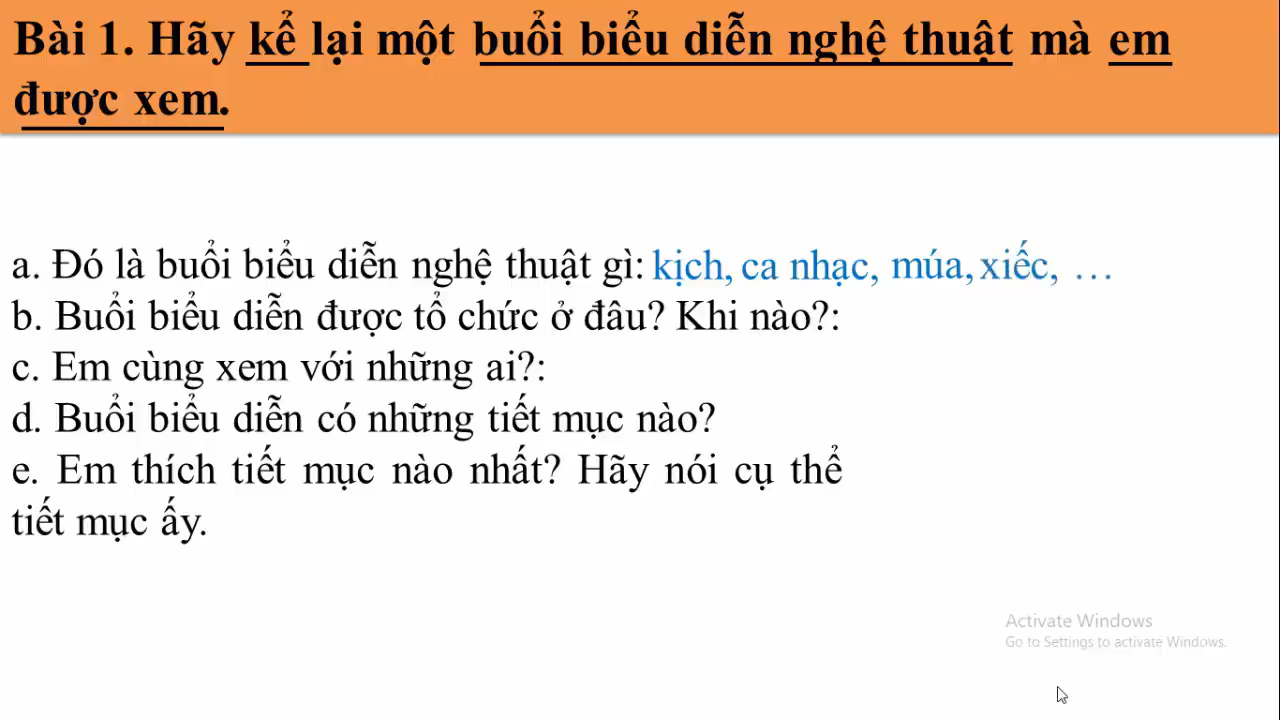 Bài 1. Hãy kể lại một buổi biểu diễn nghệ thuật mà em
được xem.
a. Đó là buổi biểu diễn nghệ thuật gì: kịch, ca nhạc, múa, xiếc, ...
b. Buổi biểu diễn được tổ chức ở đâu? Khi nào?:
c. Em cùng xem với những ai?:
d. Buổi biểu diễn có những tiết mục nào?
e. Em thích tiết mục nào nhất? Hãy nói cụ thể
tiết mục ấy.
Activate Windows
Go to Settings to activate Windows.